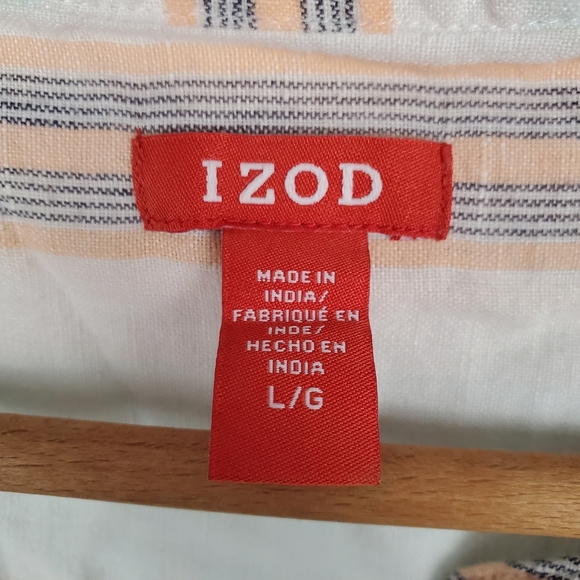 IZOD
MADE IN
INDIA/
FABRIQUÉ EN
INDE/
HECHO EN
INDIA
L/G